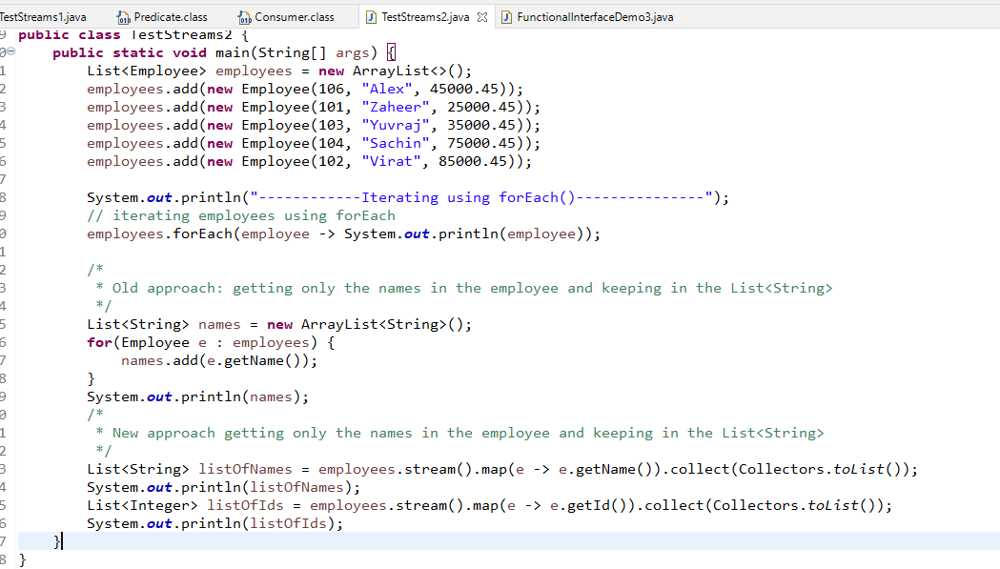 TestStreams1.java Predicate.class Consumer.class TestStreams2.java FunctionalInterfaceDemo3.java
9 public class TestStreams2 {
0 public static void main(String[] args) {
1 List<Employee> employees = new ArrayList<>();
2 employees.add(new Employee(106, "Alex", 45000.45));
3 employees.add(new Employee(101, "Zaheer", 25000.45));
4 employees.add(new Employee(103, "Yuvraj", 35000.45));
5 employees.add(new Employee(104, "Sachin", 75000.45));
6 employees.add(new Employee(102, "Virat", 85000.45));
7
8 System.out.println("------------Iterating using forEach()---------------");
9 // iterating employees using forEach
0 employees.forEach(employee -> System.out.println(employee));
1
2 /*
3 * Old approach: getting only the names in the employee and keeping in the List<String>
4 */
5 List<String> names = new ArrayList<String>();
6 for(Employee e : employees) {
7 names.add(e.getName());
8 }
9 System.out.println(names);
0 /*
1 * New approach getting only the names in the employee and keeping in the List<String>
2 */
3 List<String> listOfNames = employees.stream().map(e -> e.getName()).collect(Collectors.toList());
4 System.out.println(listOfNames);
5 List<Integer> listOfIds = employees.stream().map(e -> e.getId()).collect(Collectors.toList());
6 System.out.println(listOfIds);
7 }
8 }